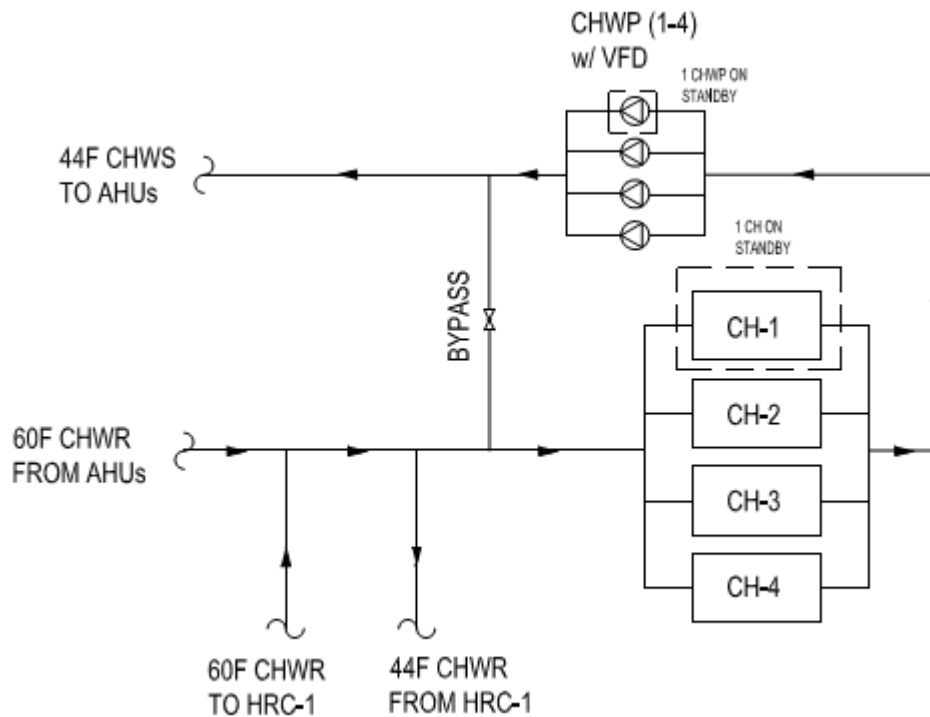 CHWP (1-4)
w/ VFD
1 CHWP ON
STANDBY
44F CHWS
TO AHUs
1 CH ON
STANDBY
BYPASS
CH-1
CH-2
60F CHWR
FROM AHUs
CH-3
CH-4
60F CHWR
TO HRC-1
44F CHWR
FROM HRC-1